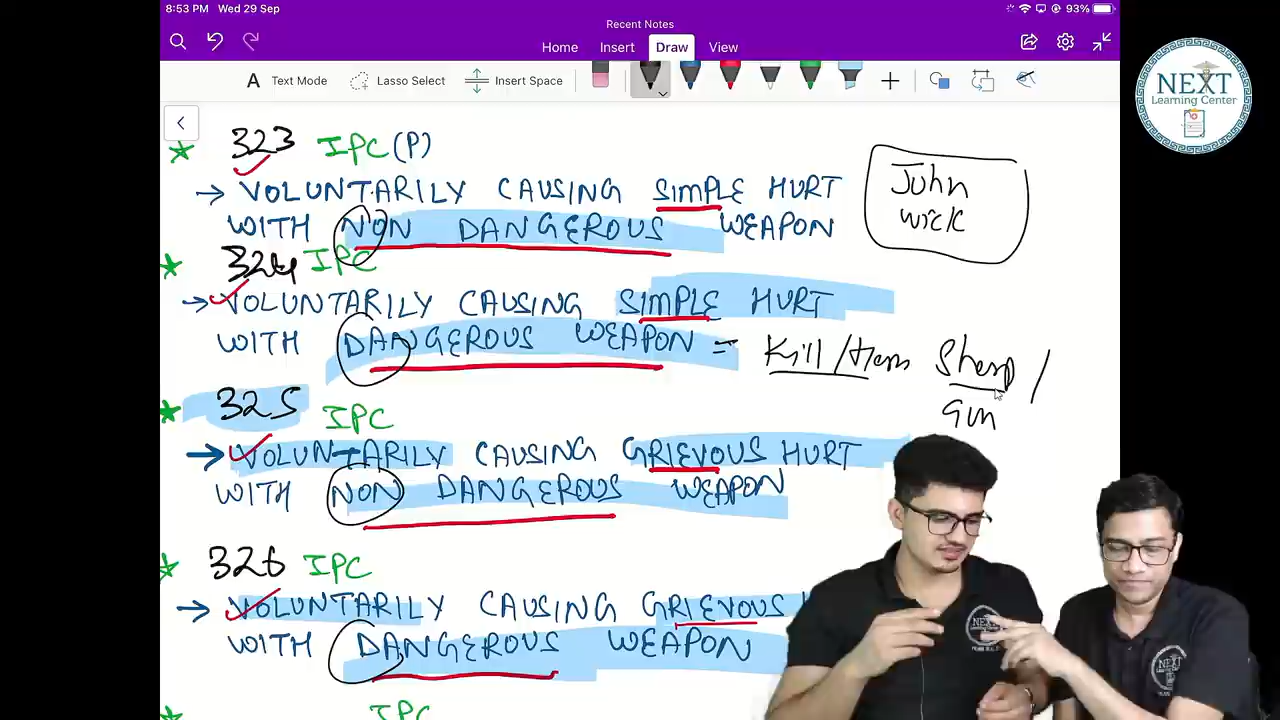 8:53 PM Wed 29 Sep
93%
Recent Notes
Home Insert Draw View
Text Mode Lasso Select Insert Space
NEXT
Learning Center
323 IPC (P)
→ VOLUNTARILY CAUSING SIMPLE HURT
WITH NON DANGEROUS WEAPON
John
wick
324 IPC
→ VOLUNTARILY CAUSING SIMPLE HURT
WITH DANGEROUS WEAPON = Kill / Harm Sharp /
Gun
325 IPC
→ VOLUNTARILY CAUSING GRIEVOUS HURT
WITH NON DANGEROUS WEAPON
326 IPC
→ VOLUNTARILY CAUSING GRIEVOUS H
WITH DANGEROUS WEAPON
IPC
NEXT
NEXT